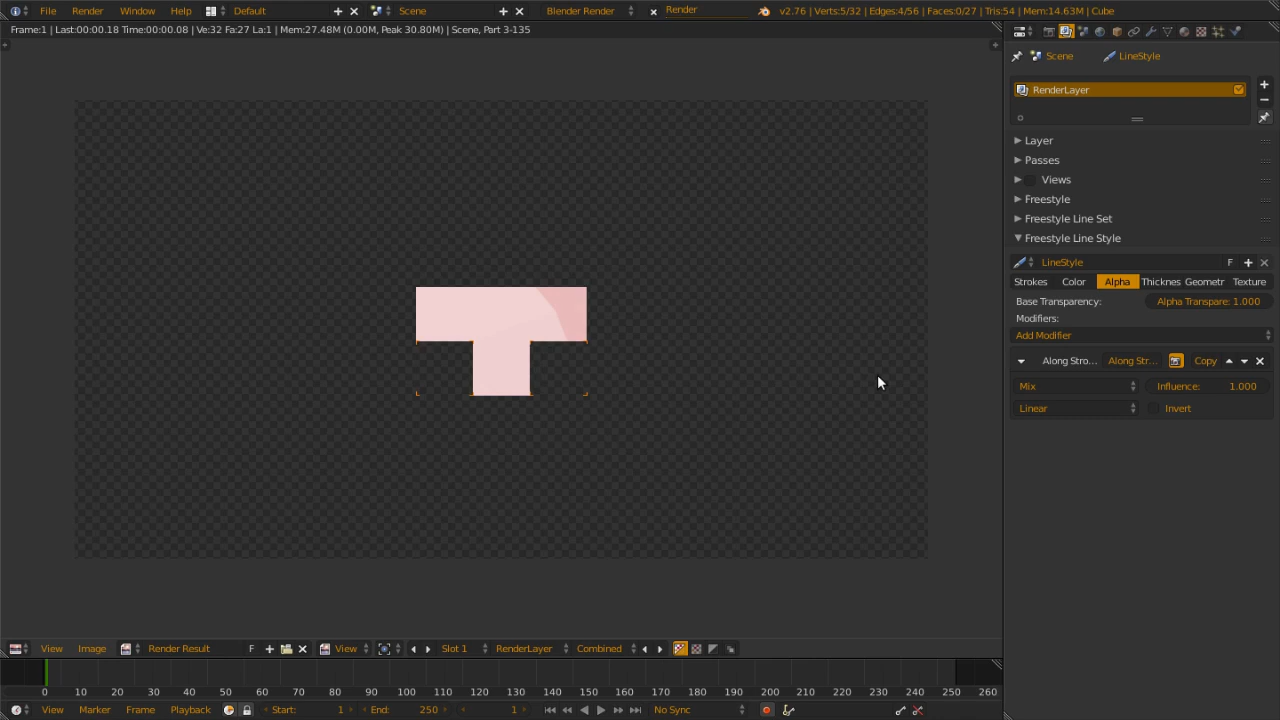 File Render Window Help Default Scene Blender Render Render v2.76 | Verts:5/32 | Edges:4/56 | Faces:0/27 | Tris:54 | Mem:14.63M | Cube
Frame:1 | Last:00:00.18 Time:00:00.08 | Ve:32 Fa:27 La:1 | Mem:27.48M (0.00M, Peak 30.80M) | Scene, Part 3-135
Scene LineStyle
RenderLayer
Layer
Passes
Views
Freestyle
Freestyle Line Set
Freestyle Line Style
LineStyle F
Strokes Color Alpha Thicknes Geometr Texture
Base Transparency: Alpha Transpare: 1.000
Modifiers:
Add Modifier
Along Stro... Along Str... Copy
Mix Influence: 1.000
Linear Invert
View Image Render Result F View Slot 1 RenderLayer Combined
0 10 20 30 40 50 60 70 80 90 100 110 120 130 140 150 160 170 180 190 200 210 220 230 240 250 260
View Marker Frame Playback Start: 1 End: 250 1 No Sync